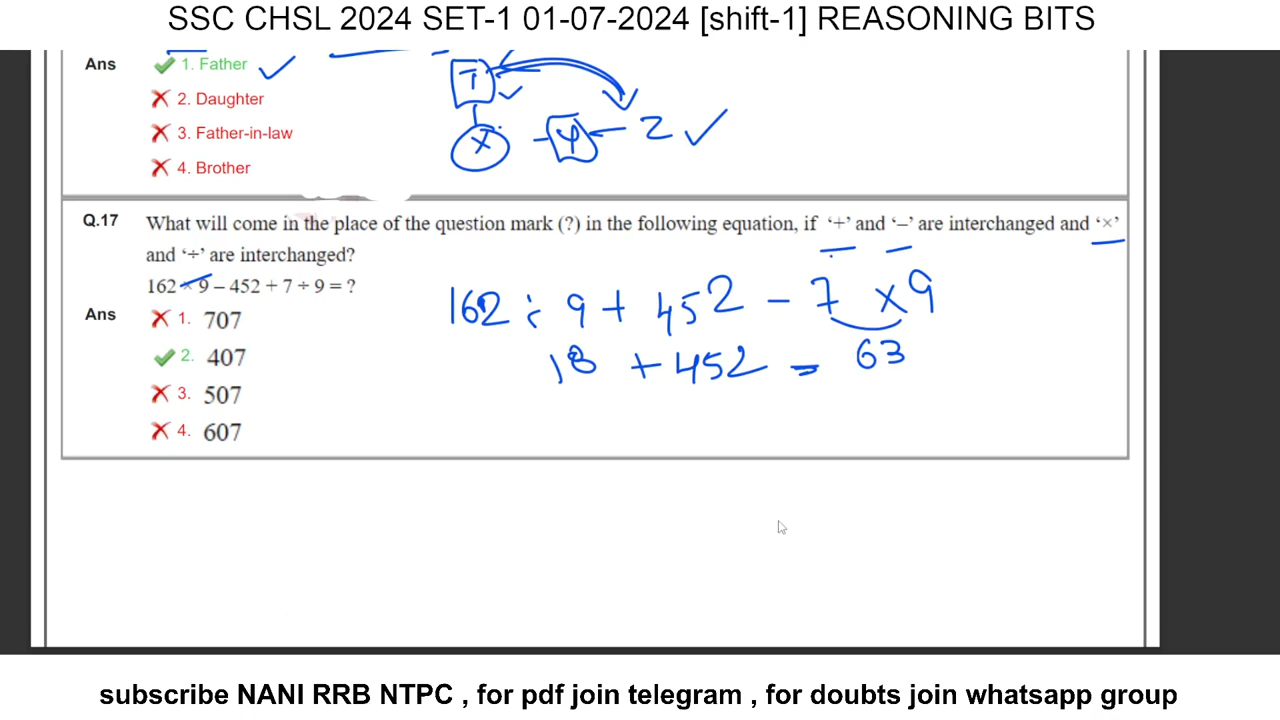 SSC CHSL 2024 SET-1 01-07-2024 [shift-1] REASONING BITS
Ans 1. Father
2. Daughter
3. Father-in-law
4. Brother
T
X - Y - Z
Q.17 What will come in the place of the question mark (?) in the following equation, if ‘+’ and ‘–’ are interchanged and ‘×’
and ‘÷’ are interchanged?
162 × 9 – 452 + 7 ÷ 9 = ?
Ans 1. 707
2. 407
3. 507
4. 607
162 ÷ 9 + 452 - 7 × 9
18 + 452 - 63
subscribe NANI RRB NTPC , for pdf join telegram , for doubts join whatsapp group